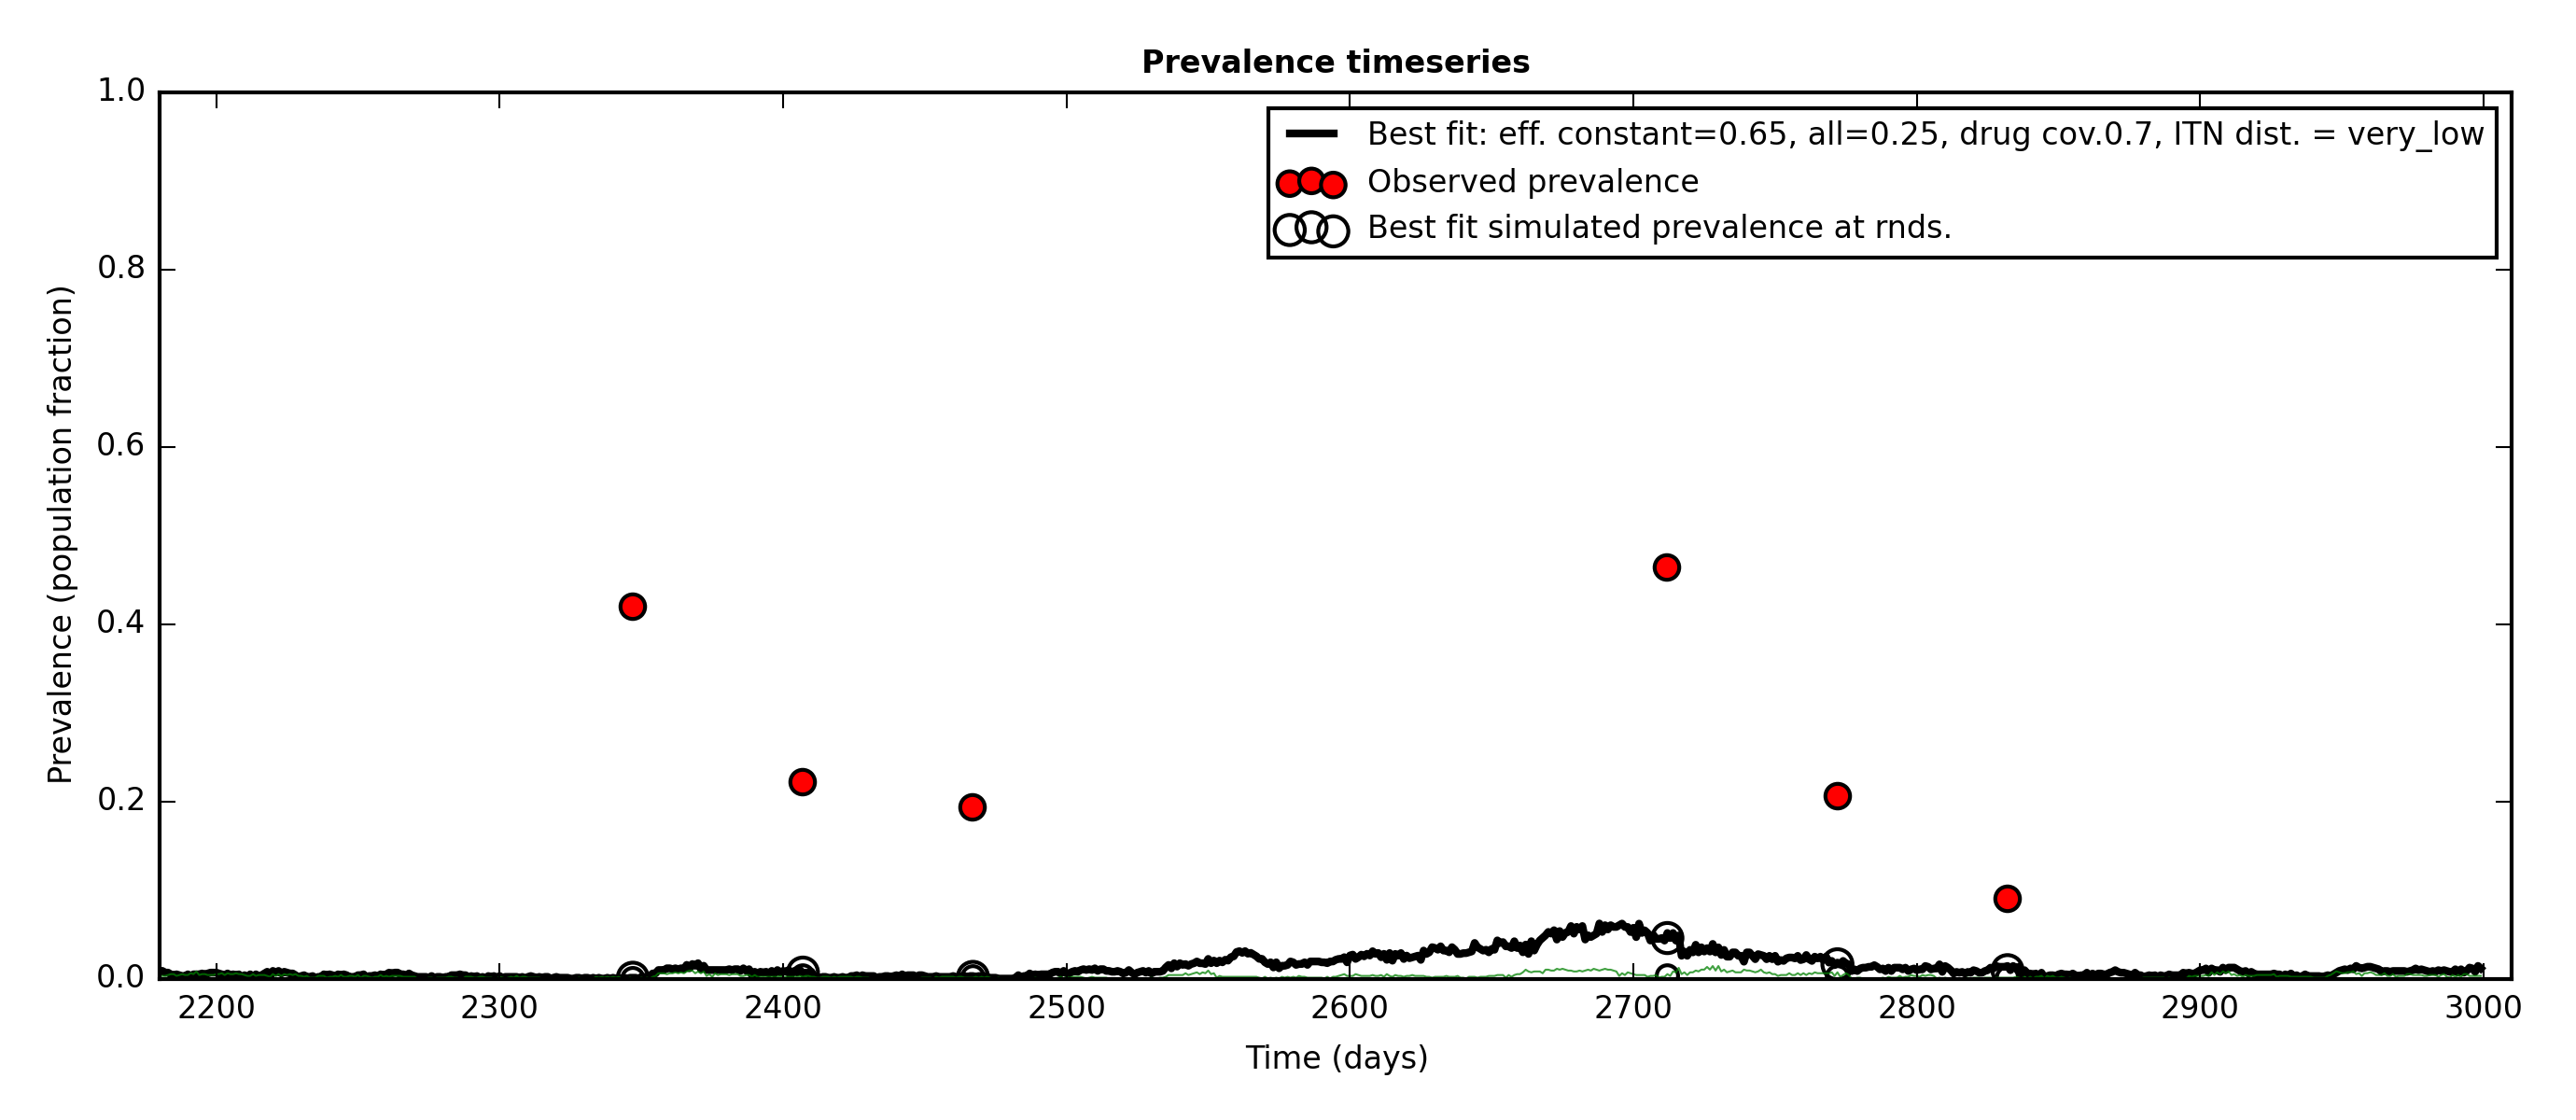 Prevalence timeseries
1.0
0.8
0.6
0.4
0.2
0.0
Prevalence (population fraction)
Best fit: eff. constant=0.65, all=0.25, drug cov.0.7, ITN dist. = very_low
Observed prevalence
Best fit simulated prevalence at rnds.
2200 2300 2400 2500 2600 2700 2800 2900 3000
Time (days)